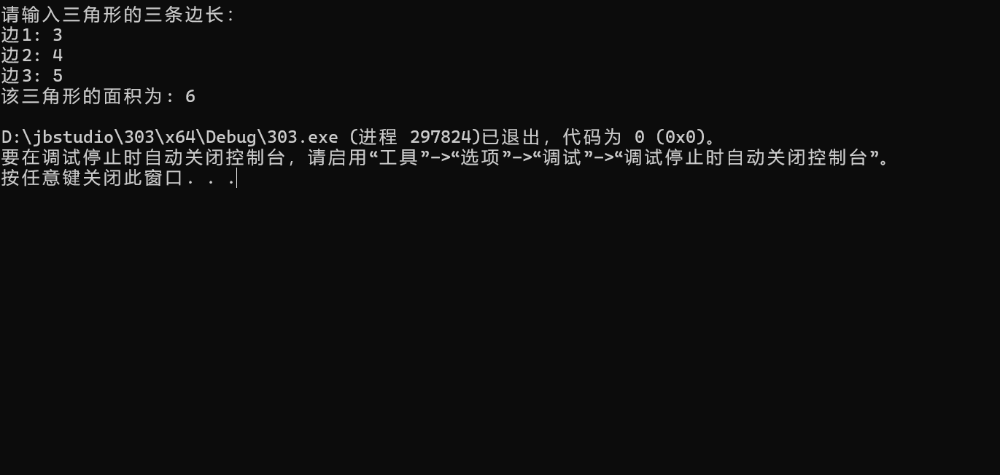 请输入三角形的三条边长:
边1: 3
边2: 4
边3: 5
该三角形的面积为: 6
D:\jbstudio\303\x64\Debug\303.exe (进程 297824)已退出，代码为 0 (0x0)。
要在调试停止时自动关闭控制台，请启用“工具”->“选项”->“调试”->“调试停止时自动关闭控制台”。
按任意键关闭此窗口. . .